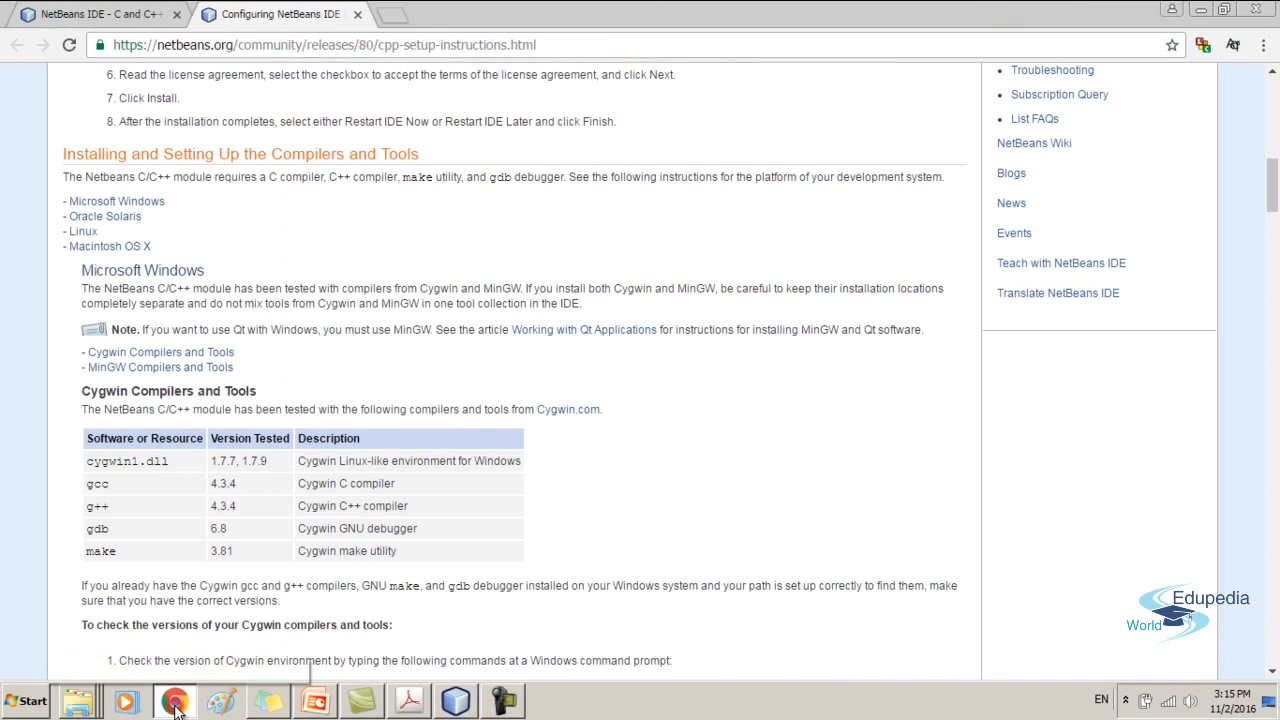 NetBeans IDE - C and C++
Configuring NetBeans IDE
https://netbeans.org/community/releases/80/cpp-setup-instructions.html
6. Read the license agreement, select the checkbox to accept the terms of the license agreement, and click Next.
7. Click Install.
8. After the installation completes, select either Restart IDE Now or Restart IDE Later and click Finish.
Installing and Setting Up the Compilers and Tools
The Netbeans C/C++ module requires a C compiler, C++ compiler, make utility, and gdb debugger. See the following instructions for the platform of your development system.
- Microsoft Windows
- Oracle Solaris
- Linux
- Macintosh OS X
Microsoft Windows
The NetBeans C/C++ module has been tested with compilers from Cygwin and MinGW. If you install both Cygwin and MinGW, be careful to keep their installation locations
completely separate and do not mix tools from Cygwin and MinGW in one tool collection in the IDE.
Note. If you want to use Qt with Windows, you must use MinGW. See the article Working with Qt Applications for instructions for installing MinGW and Qt software.
- Cygwin Compilers and Tools
- MinGW Compilers and Tools
Cygwin Compilers and Tools
The NetBeans C/C++ module has been tested with the following compilers and tools from Cygwin.com.
Software or Resource Version Tested Description
cygwin1.dll 1.7.7, 1.7.9 Cygwin Linux-like environment for Windows
gcc 4.3.4 Cygwin C compiler
g++ 4.3.4 Cygwin C++ compiler
gdb 6.8 Cygwin GNU debugger
make 3.81 Cygwin make utility
If you already have the Cygwin gcc and g++ compilers, GNU make, and gdb debugger installed on your Windows system and your path is set up correctly to find them, make
sure that you have the correct versions.
To check the versions of your Cygwin compilers and tools:
1. Check the version of Cygwin environment by typing the following commands at a Windows command prompt:
Troubleshooting
Subscription Query
List FAQs
NetBeans Wiki
Blogs
News
Events
Teach with NetBeans IDE
Translate NetBeans IDE
Edupedia
World
Start
EN
3:15 PM
11/2/2016